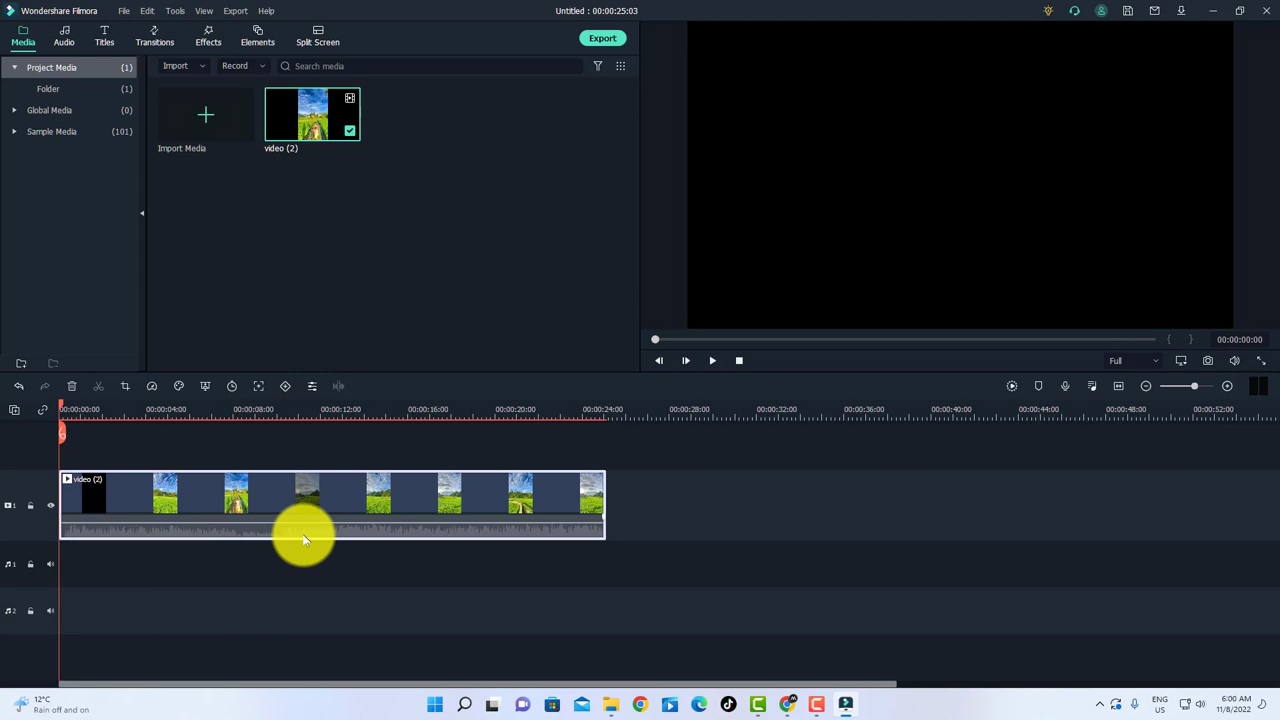 Wondershare Filmora File Edit Tools View Export Help Untitled : 00:00:25:03
Media Audio Titles Transitions Effects Elements Split Screen Export
Project Media (1) Import Record Search media
Folder
Global Media (0)
Sample Media (101)
Import Media video (2)
00:00:00:00
Full
00:00:00:00 00:00:04:00 00:00:08:00 00:00:12:00 00:00:16:00 00:00:20:00 00:00:24:00 00:00:28:00 00:00:32:00 00:00:36:00 00:00:40:00 00:00:44:00 00:00:48:00 00:00:52:00
video (2)
1
1
2
12°C
Rain off and on
ENG
US
6:00 AM
11/8/2022